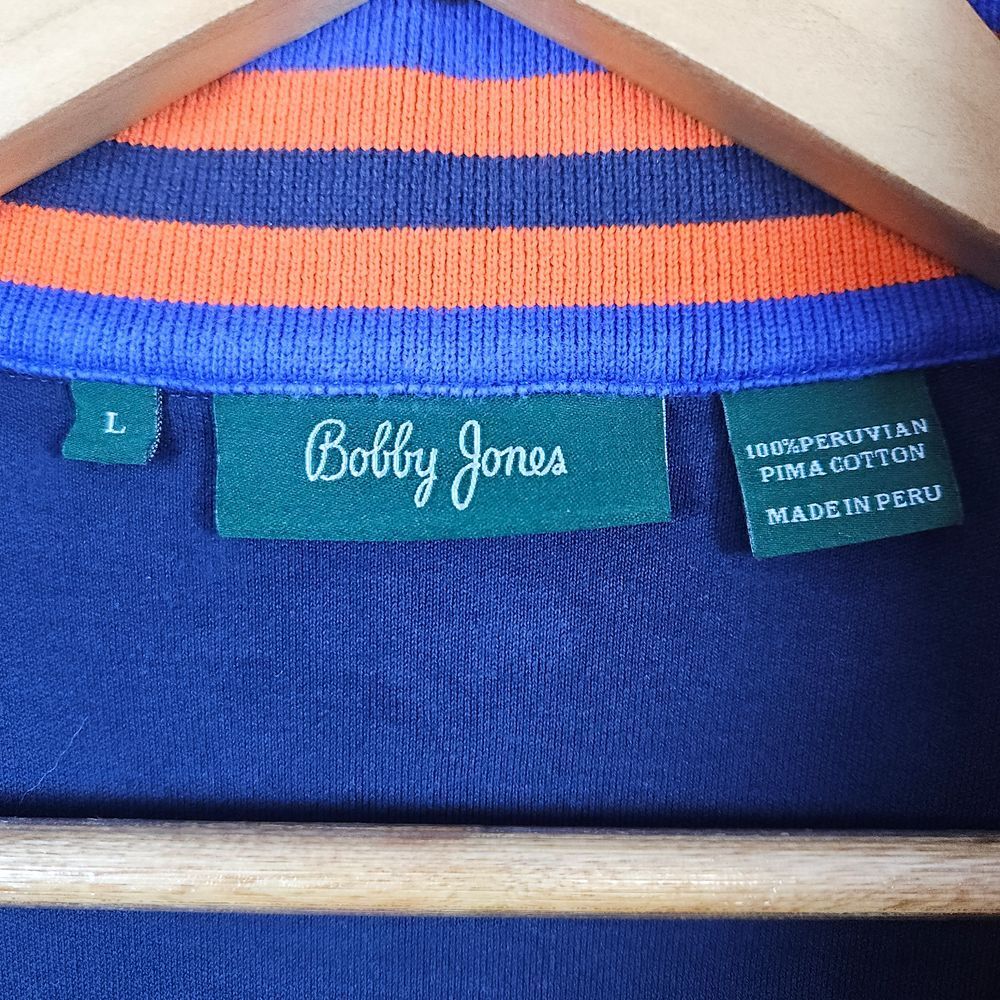 L
Bobby Jones
100%PERUVIAN
PIMA COTTON
MADE IN PERU